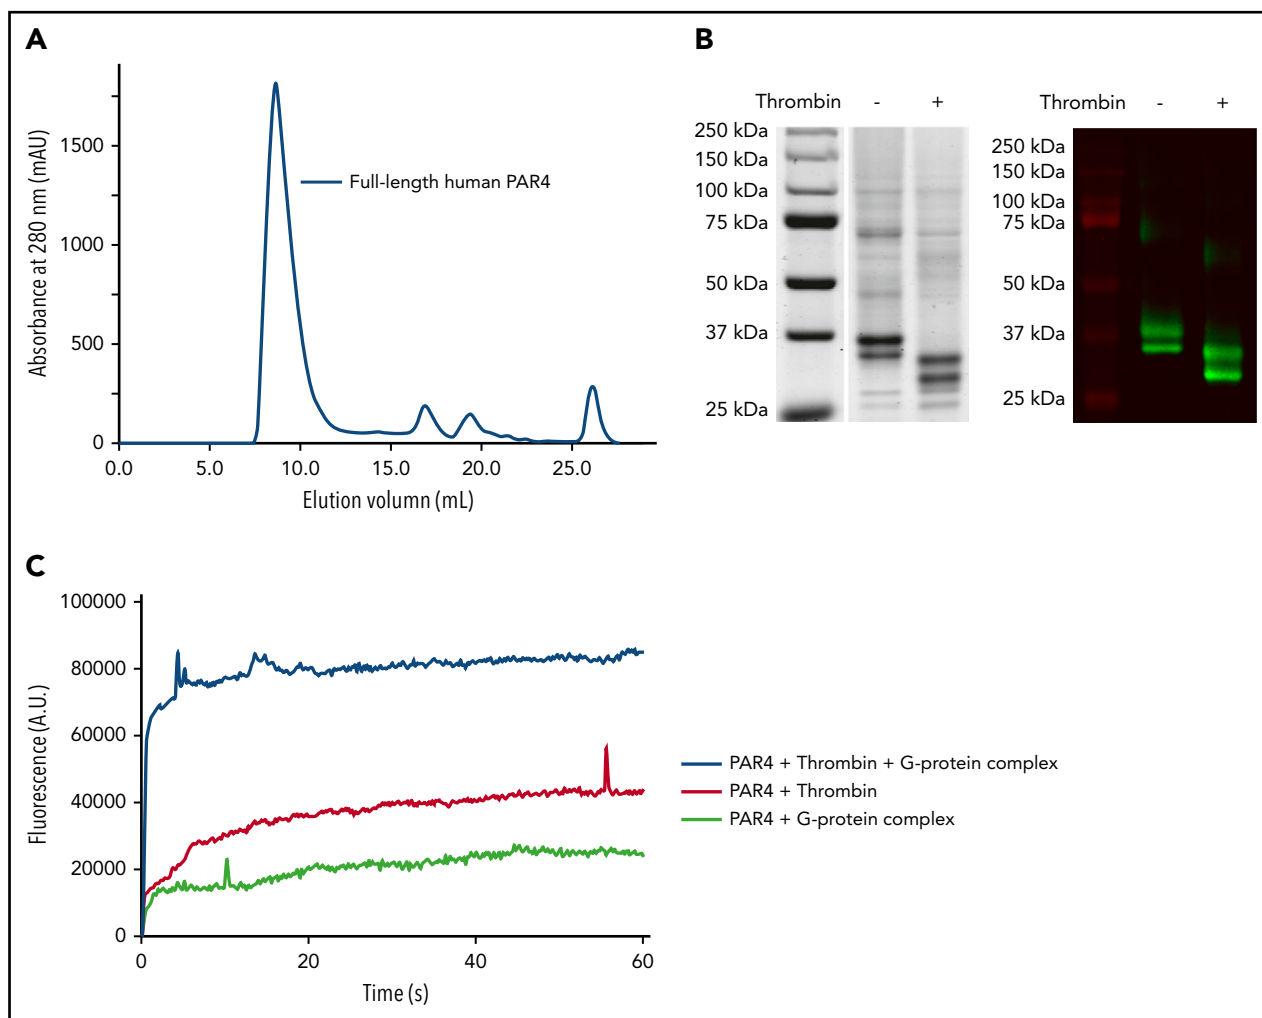 A
Absorbance at 280 nm (mAU)
1500
1000
500
0
0.0 5.0 10.0 15.0 20.0 25.0
Elution volumn (mL)
Full-length human PAR4
B
Thrombin - +
250 kDa
150 kDa
100 kDa
75 kDa
50 kDa
37 kDa
25 kDa
Thrombin - +
250 kDa
150 kDa
100 kDa
75 kDa
50 kDa
37 kDa
25 kDa
C
Fluorescence (A.U.)
100000
80000
60000
40000
20000
0
0 20 40 60
Time (s)
PAR4 + Thrombin + G-protein complex
PAR4 + Thrombin
PAR4 + G-protein complex